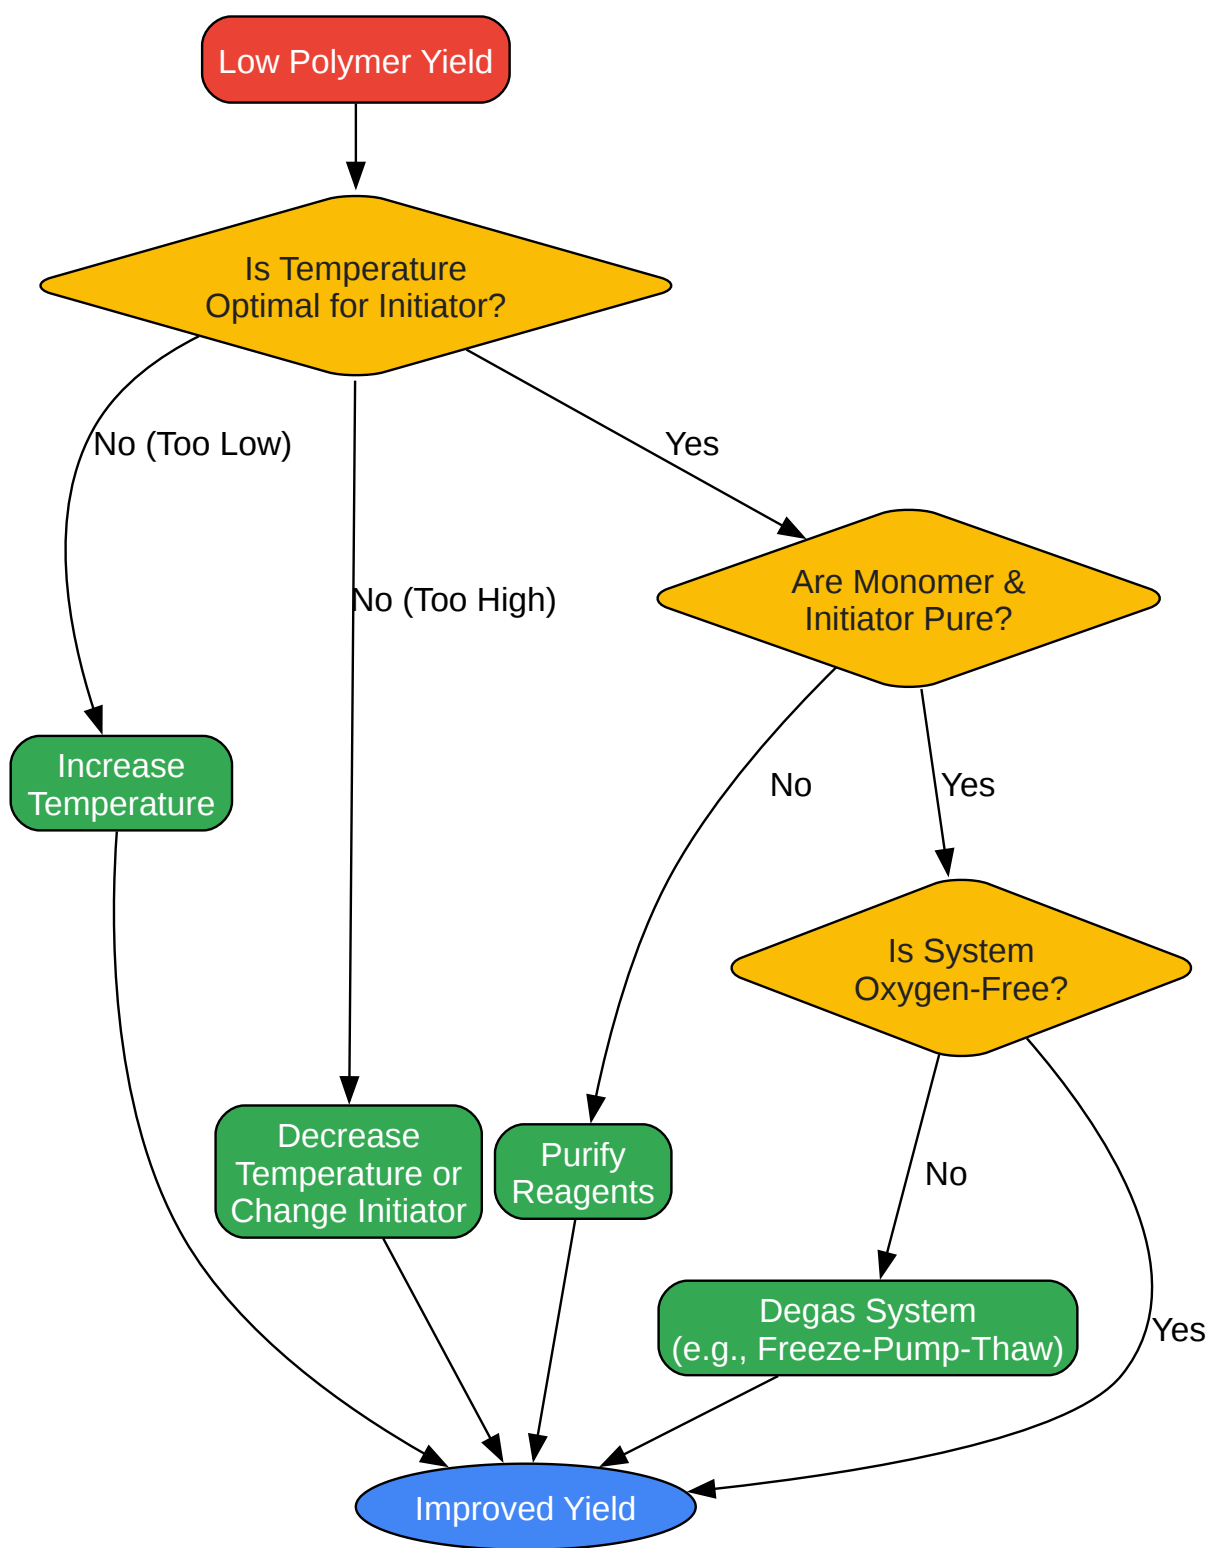 Low Polymer Yield
Is Temperature
Optimal for Initiator?
No (Too Low)
Yes
No (Too High)
Are Monomer &
Initiator Pure?
Increase
Temperature
No
Yes
Is System
Oxygen-Free?
Decrease
Temperature or
Change Initiator
Purify
Reagents
No
Degas System
(e.g., Freeze-Pump-Thaw)
Yes
Improved Yield